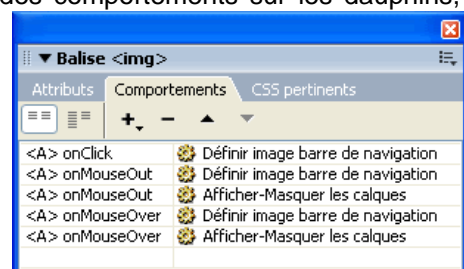 des comportements sur les dauphins,
▼ Balise <img>
Attributs Comportements CSS pertinents
<A> onClick Définir image barre de navigation
<A> onMouseOut Définir image barre de navigation
<A> onMouseOut Afficher-Masquer les calques
<A> onMouseOver Définir image barre de navigation
<A> onMouseOver Afficher-Masquer les calques